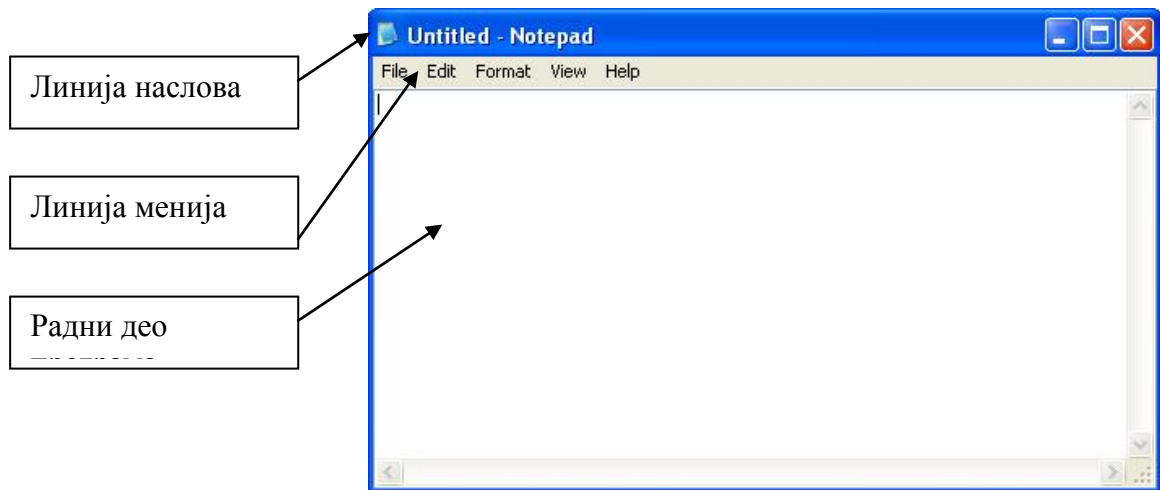 Untitled - Notepad
File Edit Format View Help
Линија наслова
Линија менија
Радни део